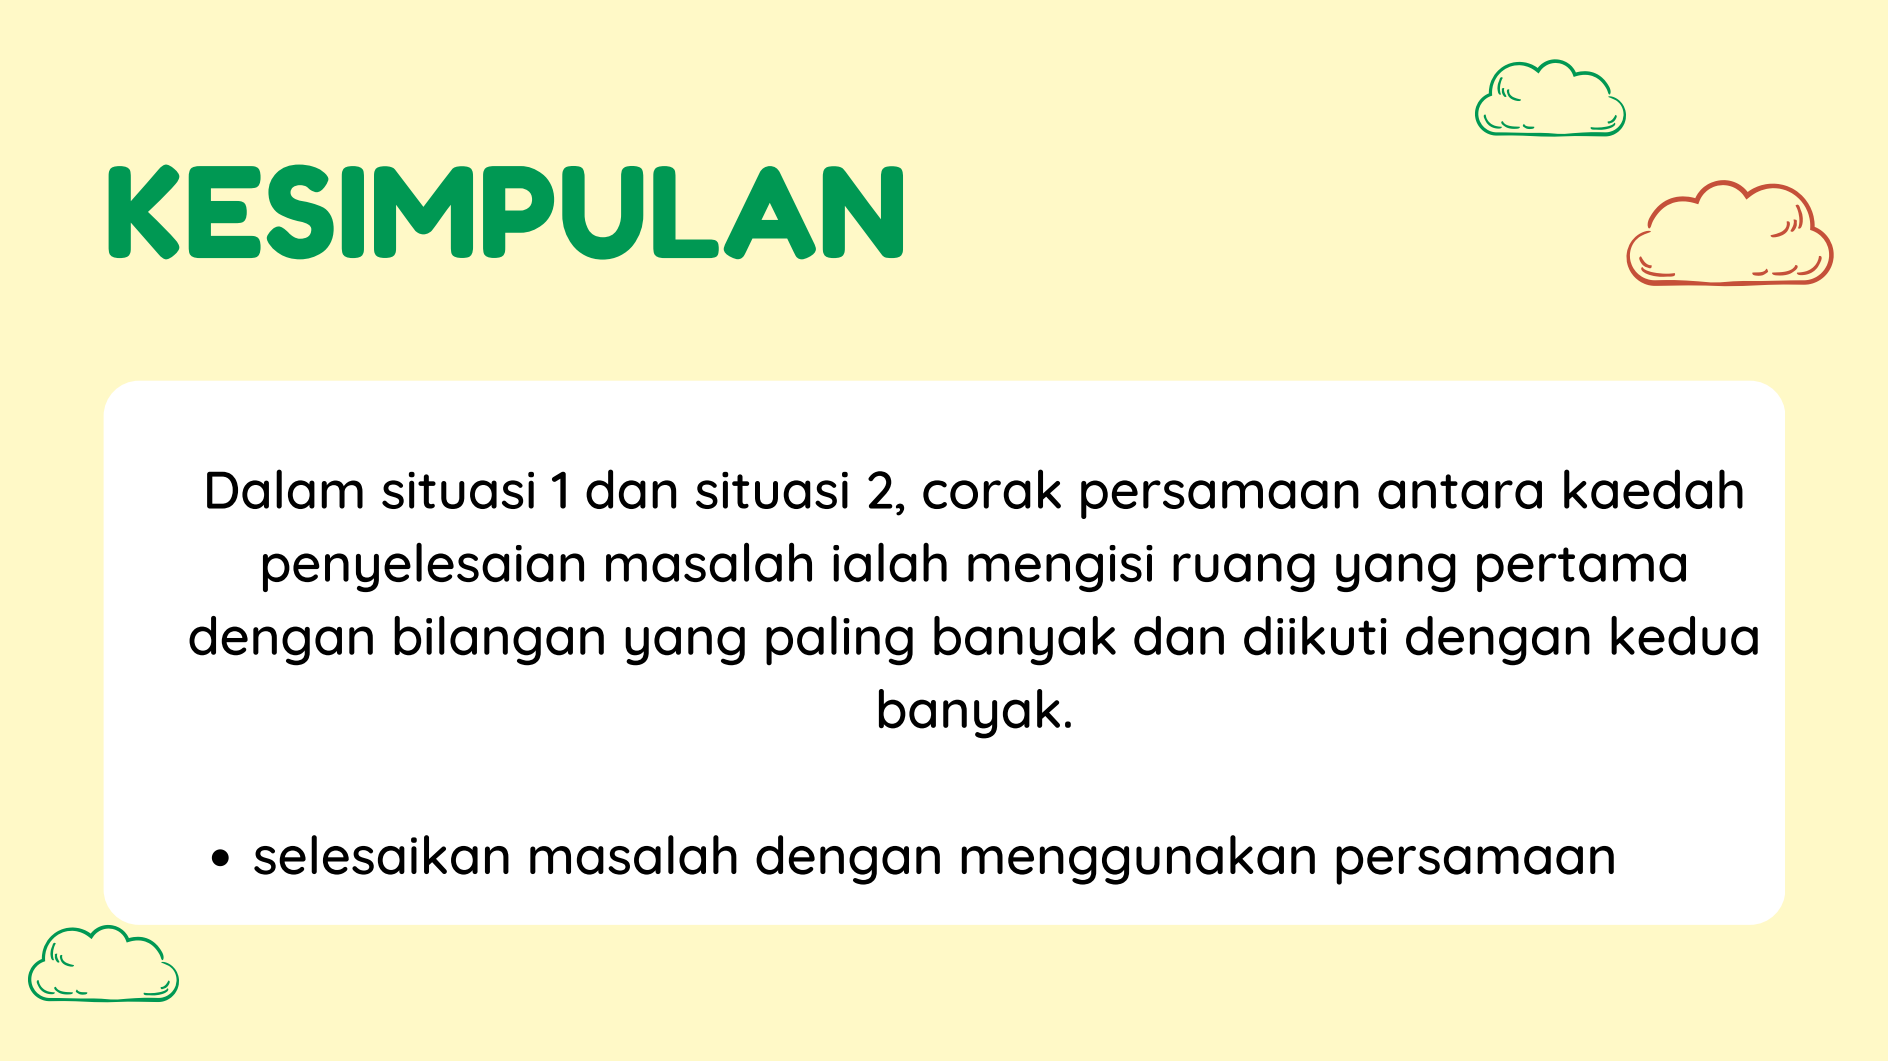 KESIMPULAN
Dalam situasi 1 dan situasi 2, corak persamaan antara kaedah
penyelesaian masalah ialah mengisi ruang yang pertama
dengan bilangan yang paling banyak dan diikuti dengan kedua
banyak.
• selesaikan masalah dengan menggunakan persamaan